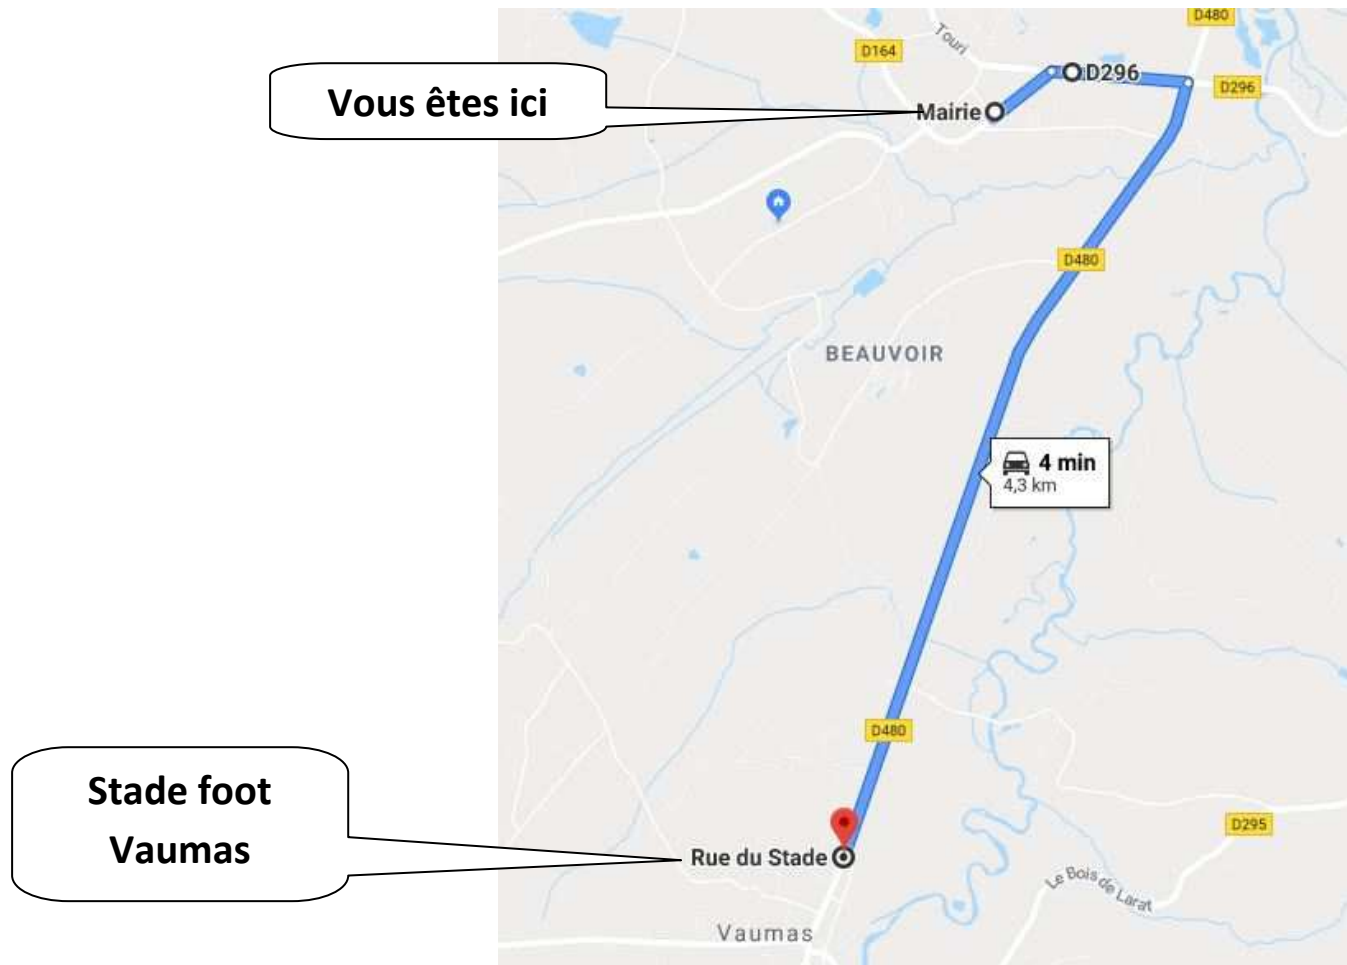 D480
Touri
D164
D296
D296
Vous êtes ici
Mairie
D480
BEAUVOIR
4 min
4,3 km
D480
Stade foot
Vaumas
D295
Rue du Stade
Le Bois de Larat
Vaumas